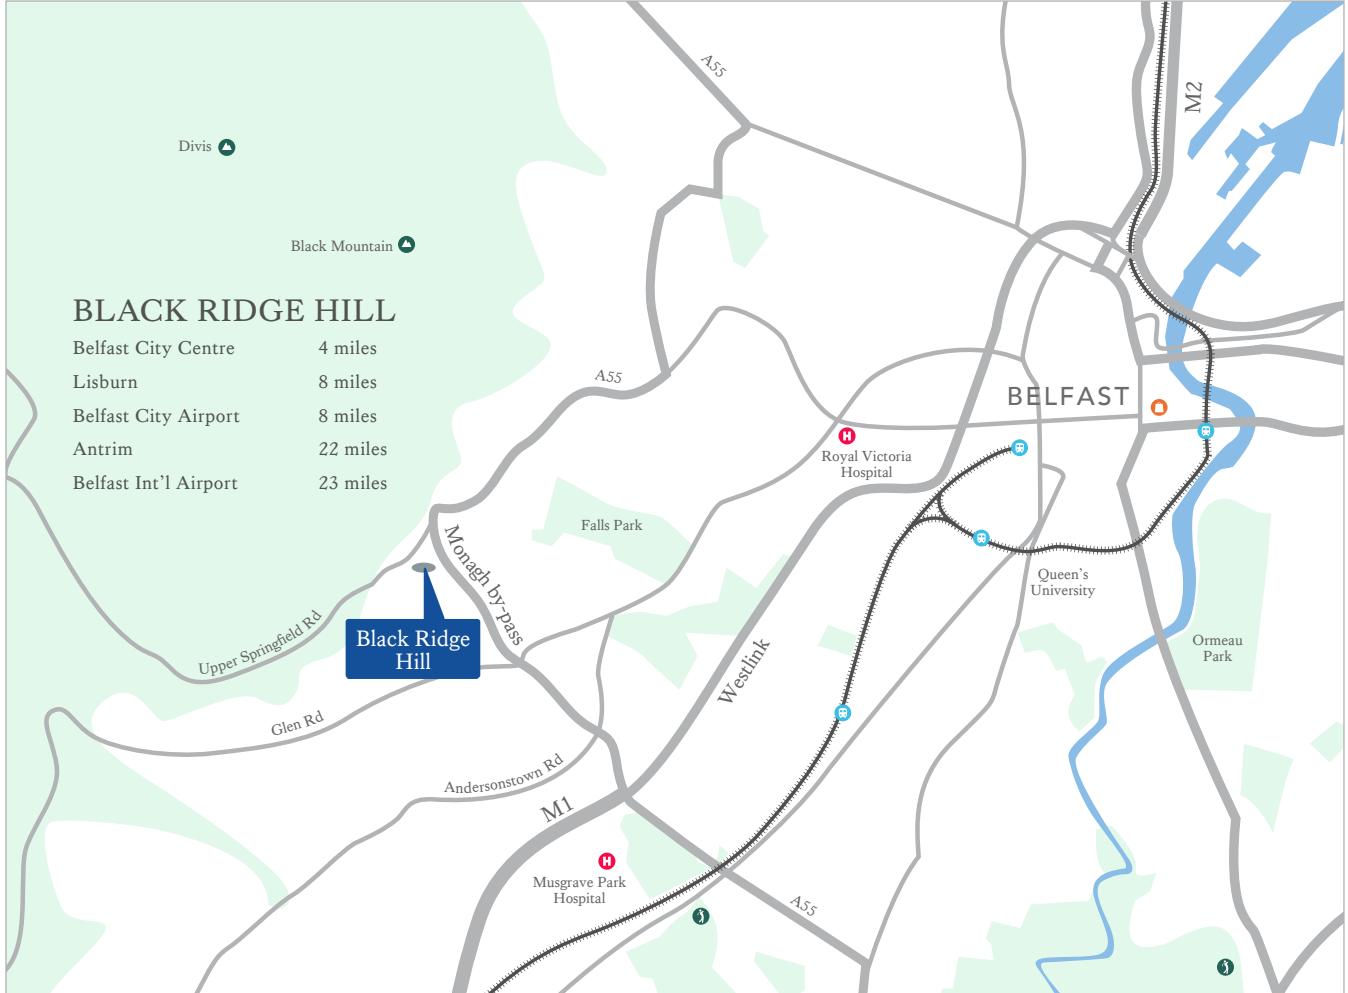 A55
M2
Divis
Black Mountain
BLACK RIDGE HILL
Belfast City Centre 4 miles
Lisburn 8 miles
Belfast City Airport 8 miles
Antrim 22 miles
Belfast Int'l Airport 23 miles
A55
BELFAST
H
Royal Victoria
Hospital
Falls Park
Monagh by-pass
Queen's
University
Black Ridge
Hill
Upper Springfield Rd
Ormeau
Park
Westlink
Glen Rd
Andersonstown Rd
M1
H
Musgrave Park
Hospital
A55